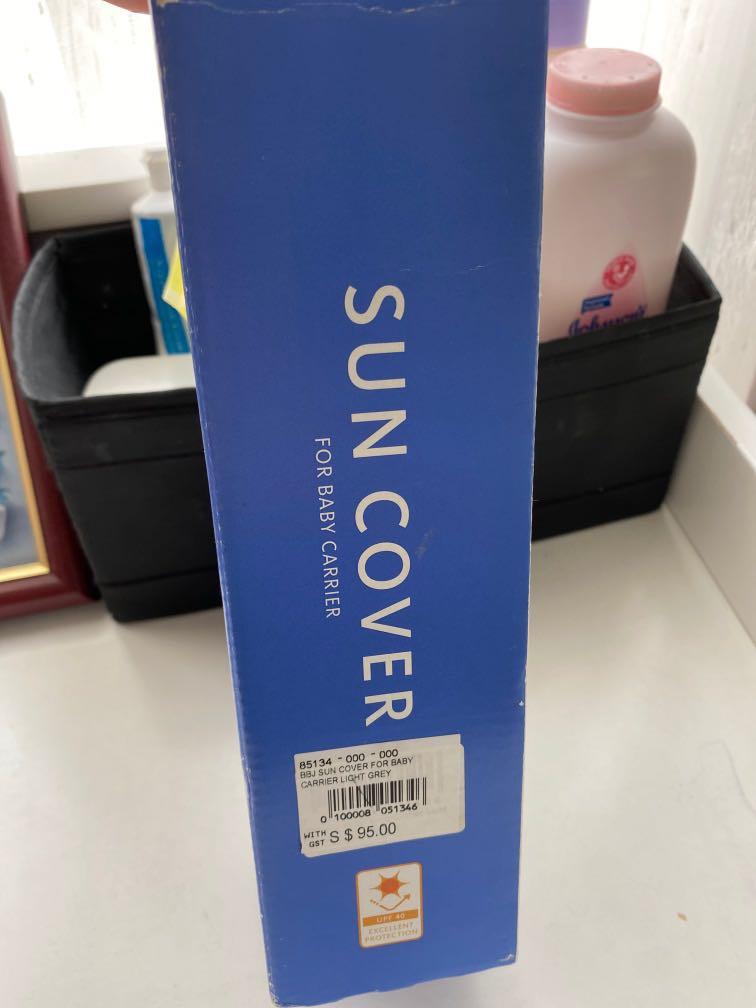 SUN COVER
FOR BABY CARRIER
85134 - 000 - 000
BBJ SUN COVER FOR BABY
CARRIER LIGHT GREY
0 100008 051346
WITH GST S $ 95.00
UPF 40
EXCELLENT
PROTECTION
Johnson's